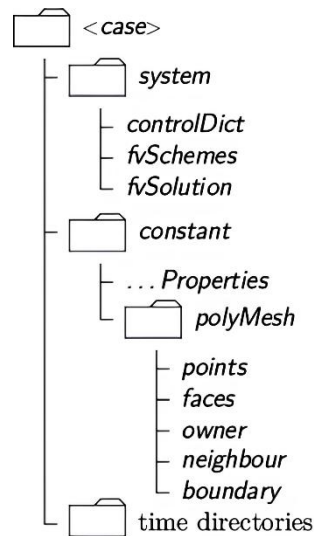 <case>
system
controlDict
fvSchemes
fvSolution
constant
...Properties
polyMesh
points
faces
owner
neighbour
boundary
time directories